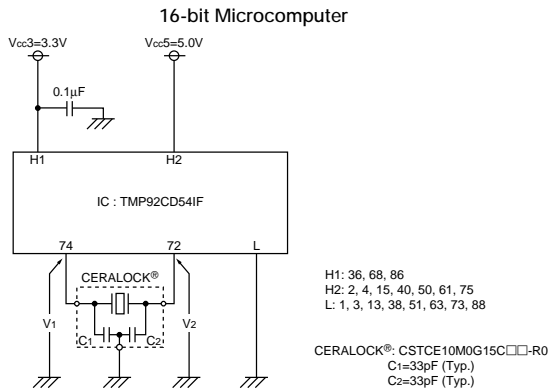 16-bit Microcomputer
Vcc3=3.3V
Vcc5=5.0V
0.1μF
H1
H2
IC : TMP92CD54IF
74
72
L
CERALOCK®
V1
C1
C2
V2
H1: 36, 68, 86
H2: 2, 4, 15, 40, 50, 61, 75
L: 1, 3, 13, 38, 51, 63, 73, 88
CERALOCK®: CSTCE10M0G15C□□-R0
C1=33pF (Typ.)
C2=33pF (Typ.)